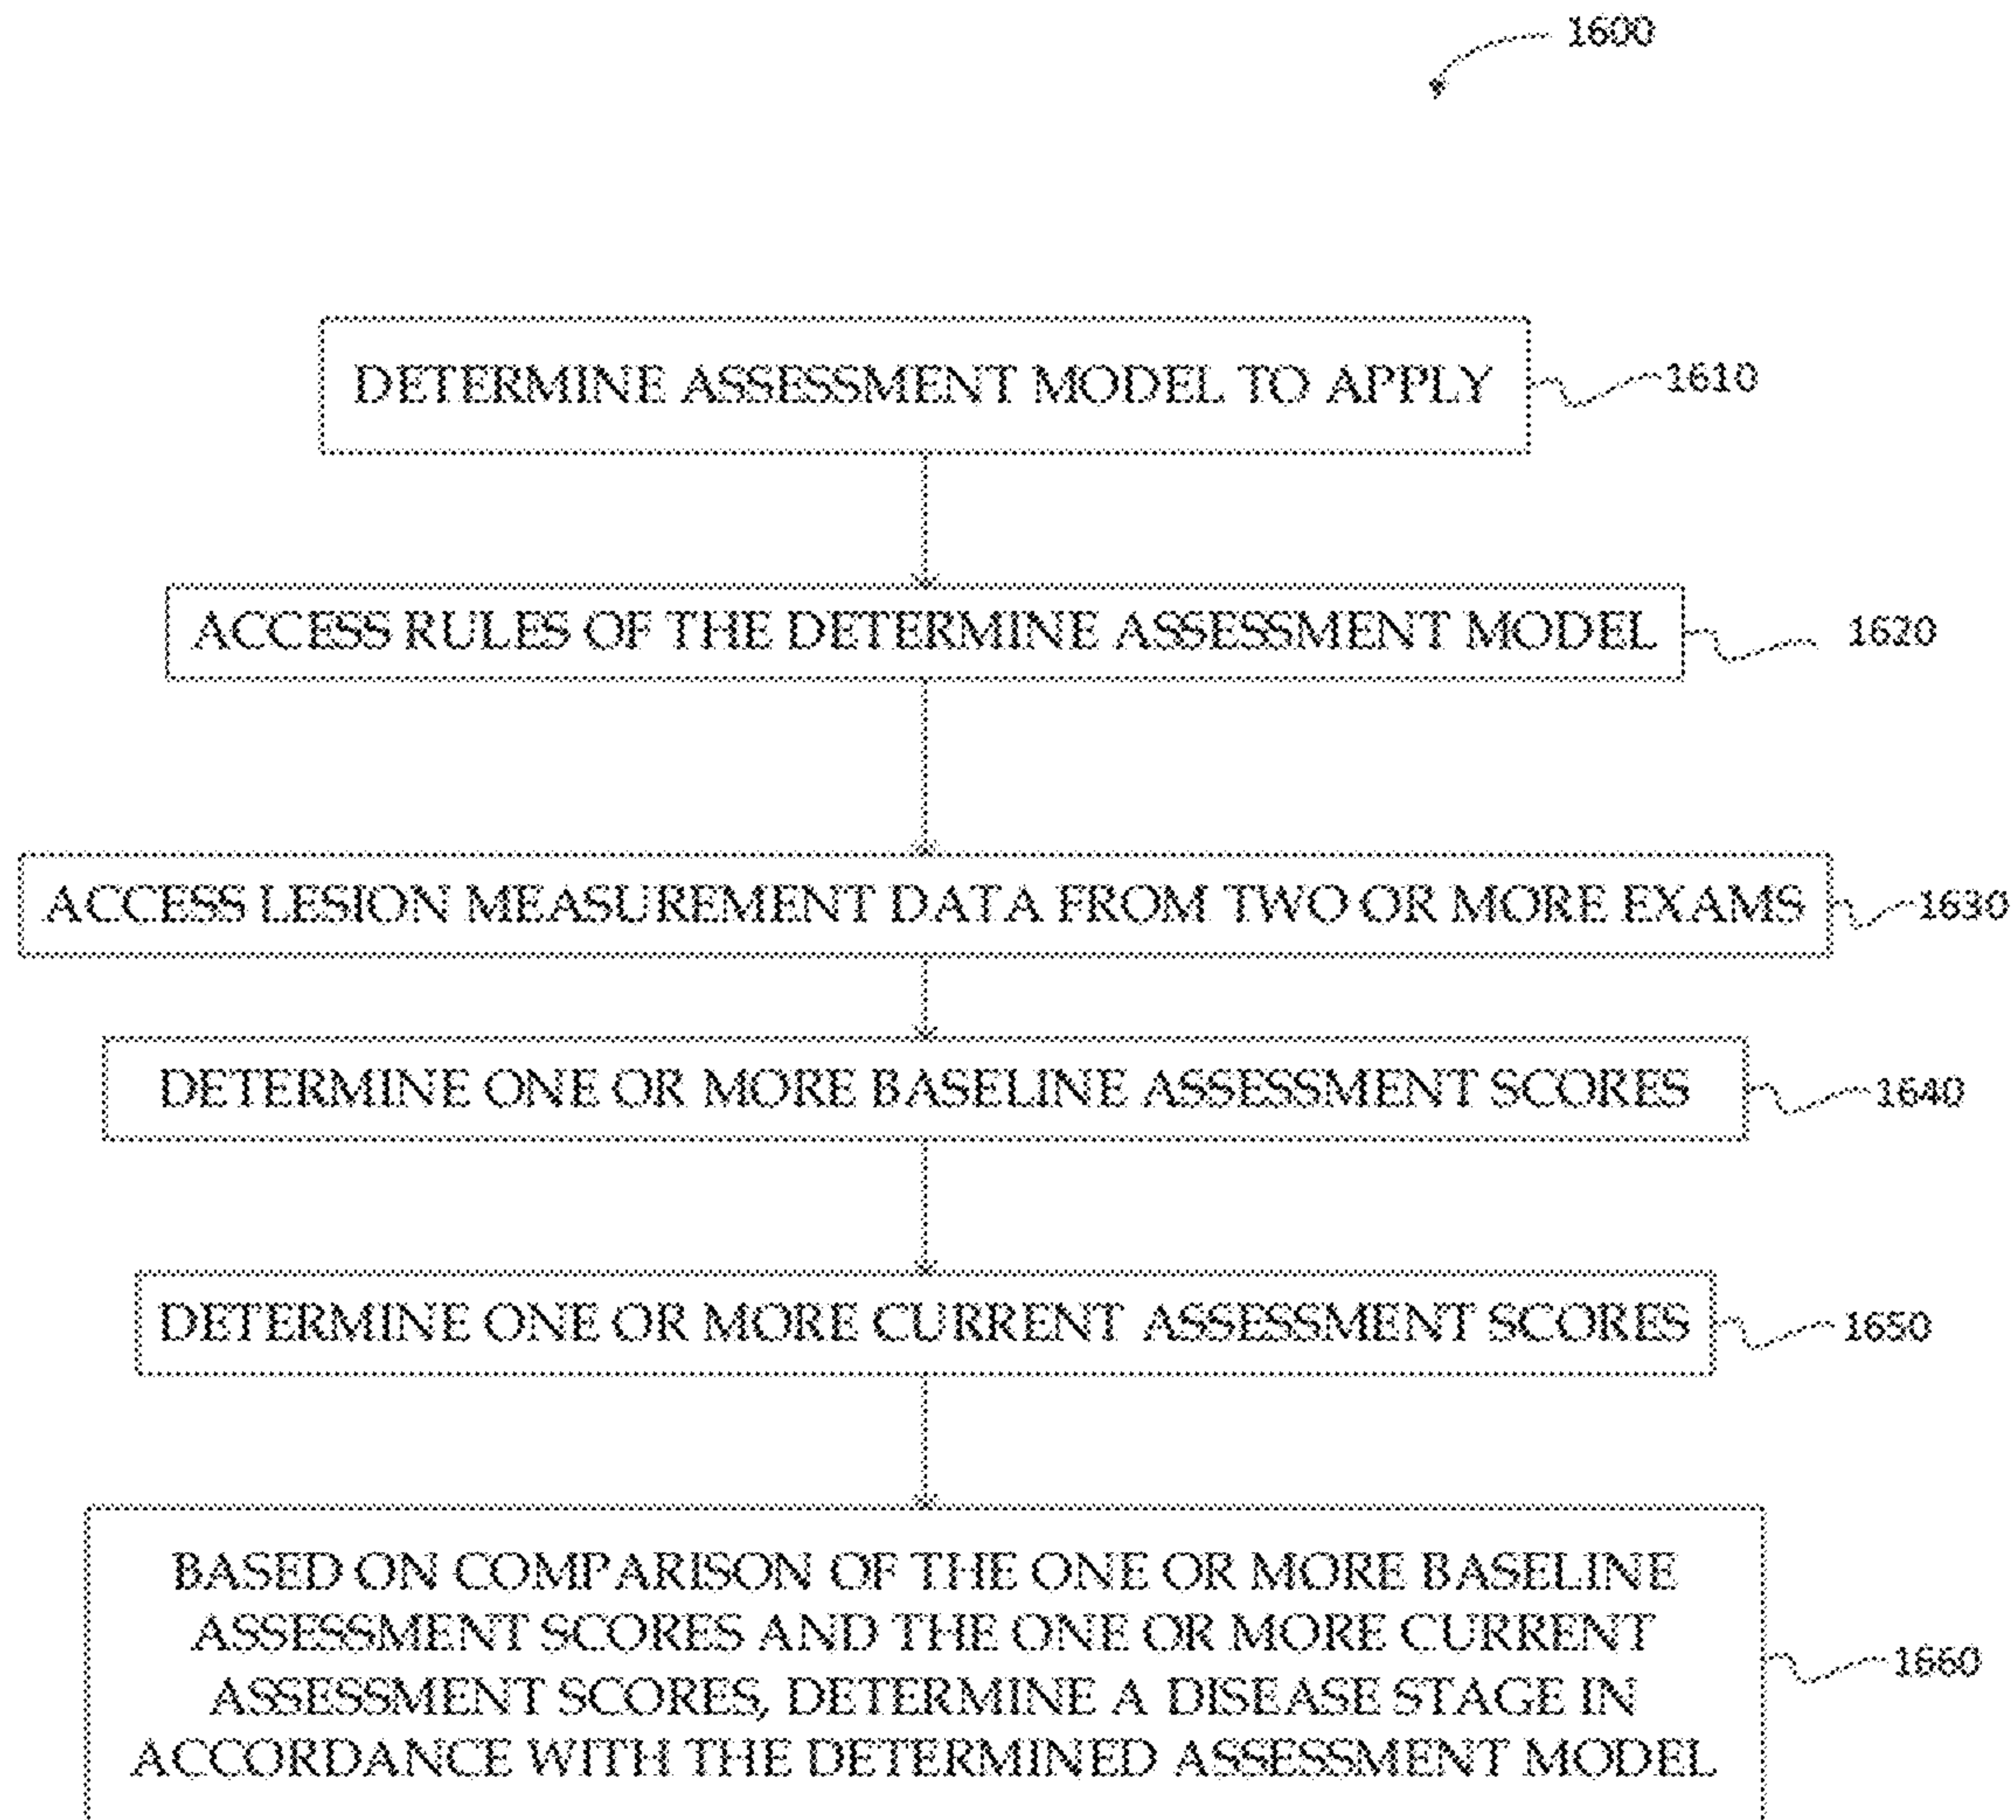 1600
DETERMINE ASSESSMENT MODEL TO APPLY
1610
ACCESS RULES OF THE DETERMINE ASSESSMENT MODEL
1620
ACCESS LESION MEASUREMENT DATA FROM TWO OR MORE EXAMS
1630
DETERMINE ONE OR MORE BASELINE ASSESSMENT SCORES
1640
DETERMINE ONE OR MORE CURRENT ASSESSMENT SCORES
1650
BASED ON COMPARISON OF THE ONE OR MORE BASELINE
ASSESSMENT SCORES AND THE ONE OR MORE CURRENT
ASSESSMENT SCORES, DETERMINE A DISEASE STAGE IN
ACCORDANCE WITH THE DETERMINED ASSESSMENT MODEL
1660